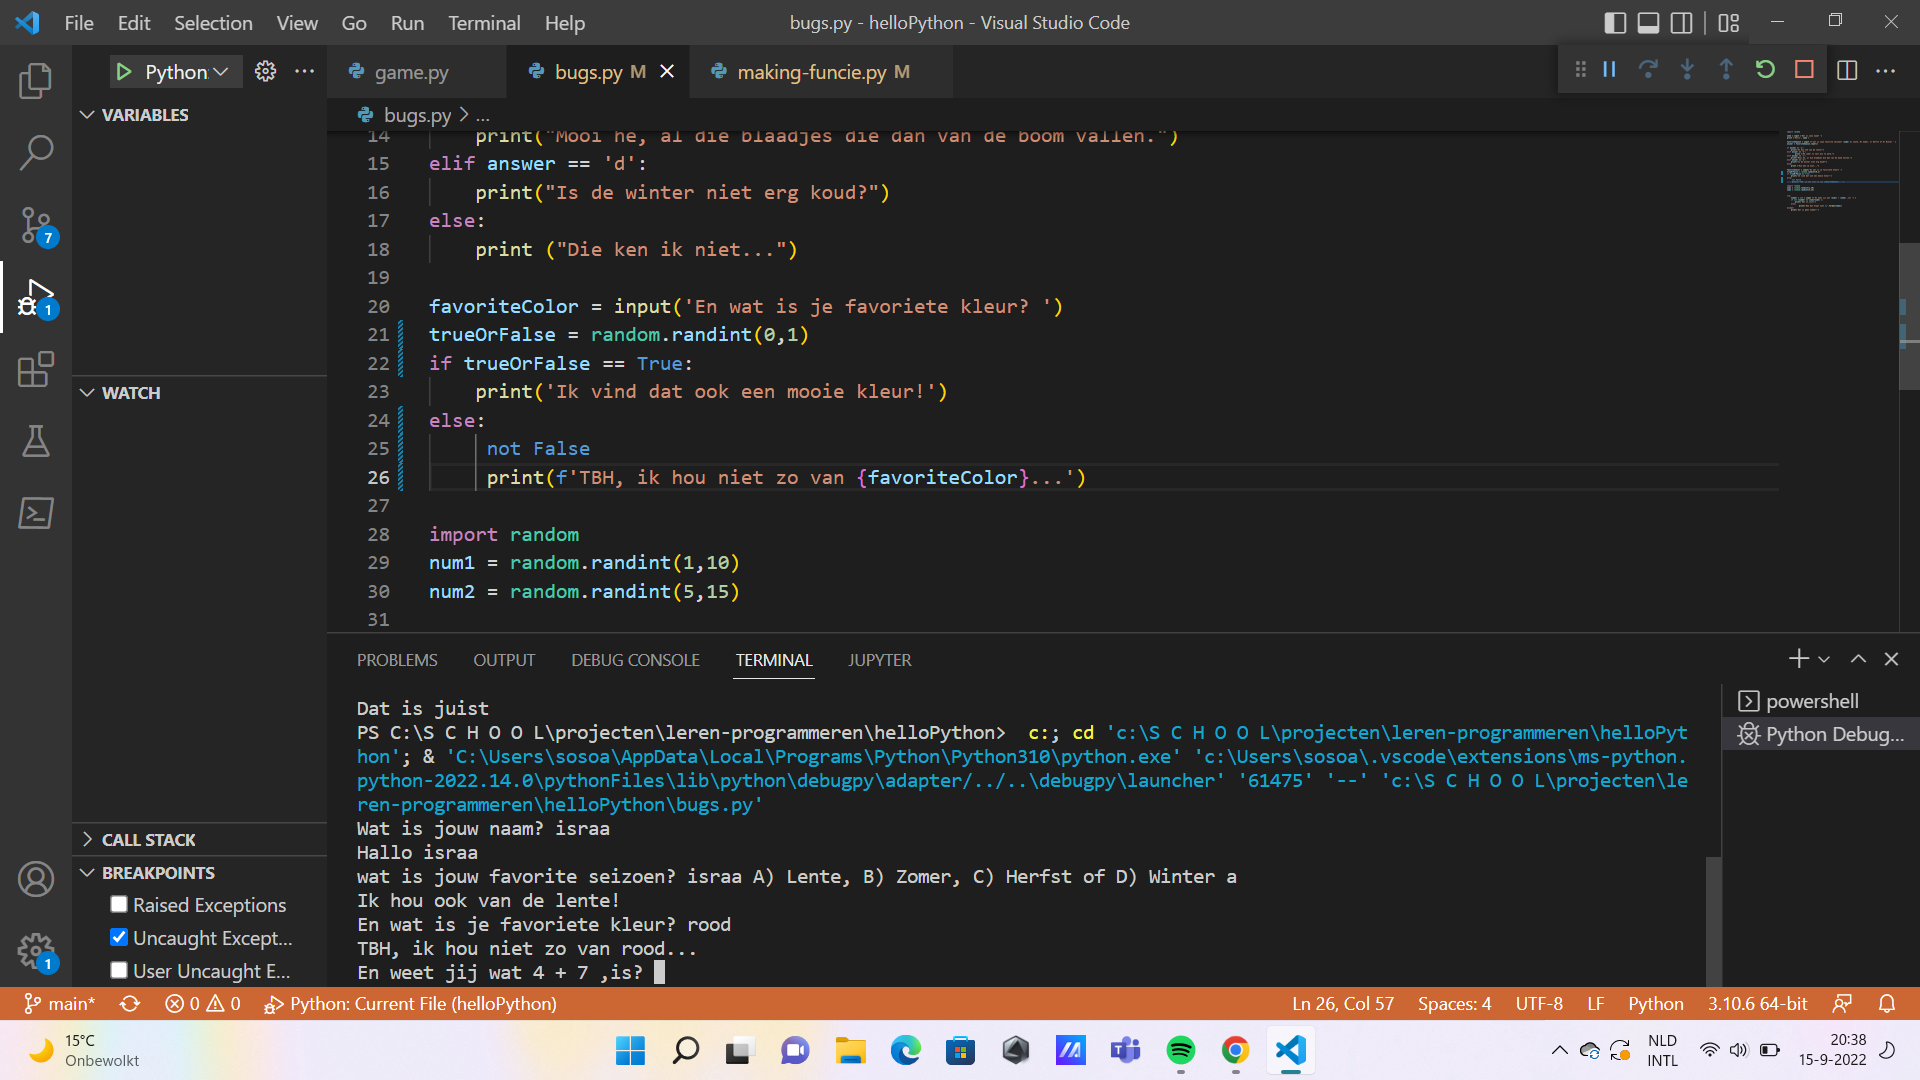 File Edit Selection View Go Run Terminal Help
bugs.py - helloPython - Visual Studio Code
Python
game.py
bugs.py M
making-funcie.py M
VARIABLES
bugs.py > ...
14 print("Mooi he, al die blaadjes die dan van de boom vallen.")
15 elif answer == 'd':
16 print("Is de winter niet erg koud?")
17 else:
18 print ("Die ken ik niet...")
19
20 favoriteColor = input('En wat is je favoriete kleur? ')
21 trueOrFalse = random.randint(0,1)
22 if trueOrFalse == True:
23 print('Ik vind dat ook een mooie kleur!')
24 else:
25 not False
26 print(f'TBH, ik hou niet zo van {favoriteColor}...')
27
28 import random
29 num1 = random.randint(1,10)
30 num2 = random.randint(5,15)
31
7
1
WATCH
CALL STACK
BREAKPOINTS
Raised Exceptions
Uncaught Except...
User Uncaught E...
1
PROBLEMS OUTPUT DEBUG CONSOLE TERMINAL JUPYTER
powershell
Python Debug...
Dat is juist
PS C:\S C H O O L\projecten\leren-programmeren\helloPython> c:; cd 'c:\S C H O O L\projecten\leren-programmeren\helloPyt
hon'; & 'C:\Users\sosoa\AppData\Local\Programs\Python\Python310\python.exe' 'c:\Users\sosoa\.vscode\extensions\ms-python.
python-2022.14.0\pythonFiles\lib\python\debugpy\adapter/../..\debugpy\launcher' '61475' '--' 'c:\S C H O O L\projecten\le
ren-programmeren\helloPython\bugs.py'
Wat is jouw naam? israa
Hallo israa
wat is jouw favorite seizoen? israa A) Lente, B) Zomer, C) Herfst of D) Winter a
Ik hou ook van de lente!
En wat is je favoriete kleur? rood
TBH, ik hou niet zo van rood...
En weet jij wat 4 + 7 ,is?
main* 0 0 Python: Current File (helloPython)
Ln 26, Col 57 Spaces: 4 UTF-8 LF Python 3.10.6 64-bit
15°C
Onbewolkt
NLD
INTL
20:38
15-9-2022